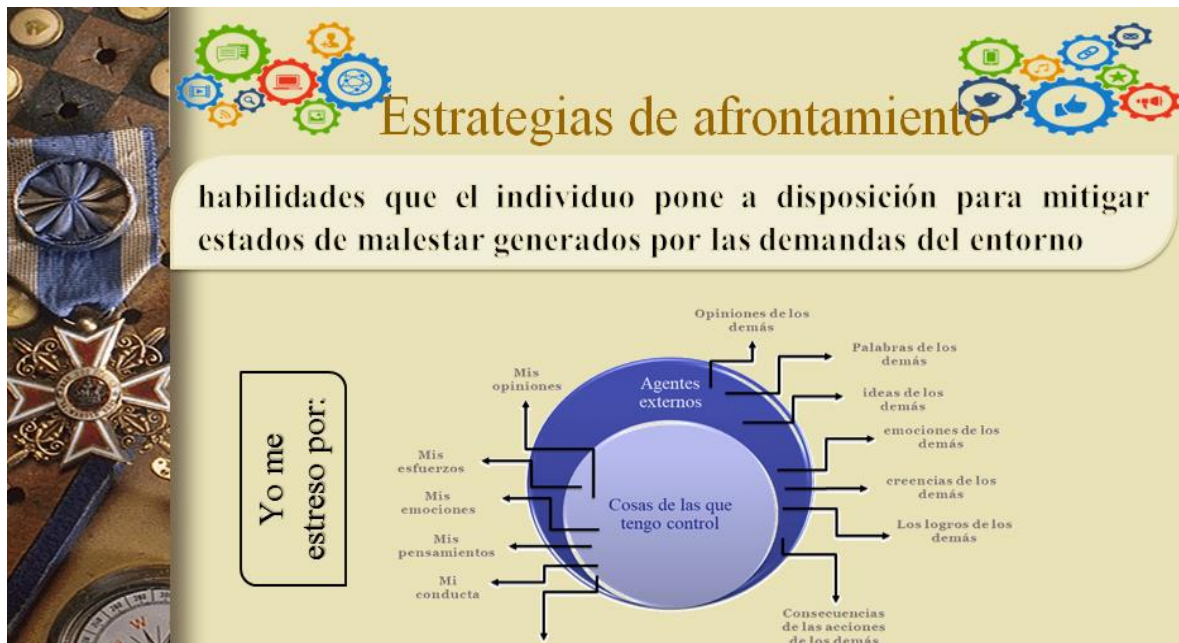 Estrategias de afrontamiento
habilidades que el individuo pone a disposición para mitigar
estados de malestar generados por las demandas del entorno
Yo me
estreso por:
Opiniones de los
demás
Palabras de los
demás
ideas de los
demás
emociones de los
demás
creencias de los
demás
Los logros de los
demás
Consecuencias
de las acciones
de los demás
Agentes
externos
Cosas de las que
tengo control
Mis
opiniones
Mis
esfuerzos
Mis
emociones
Mis
pensamientos
Mi
conducta
W